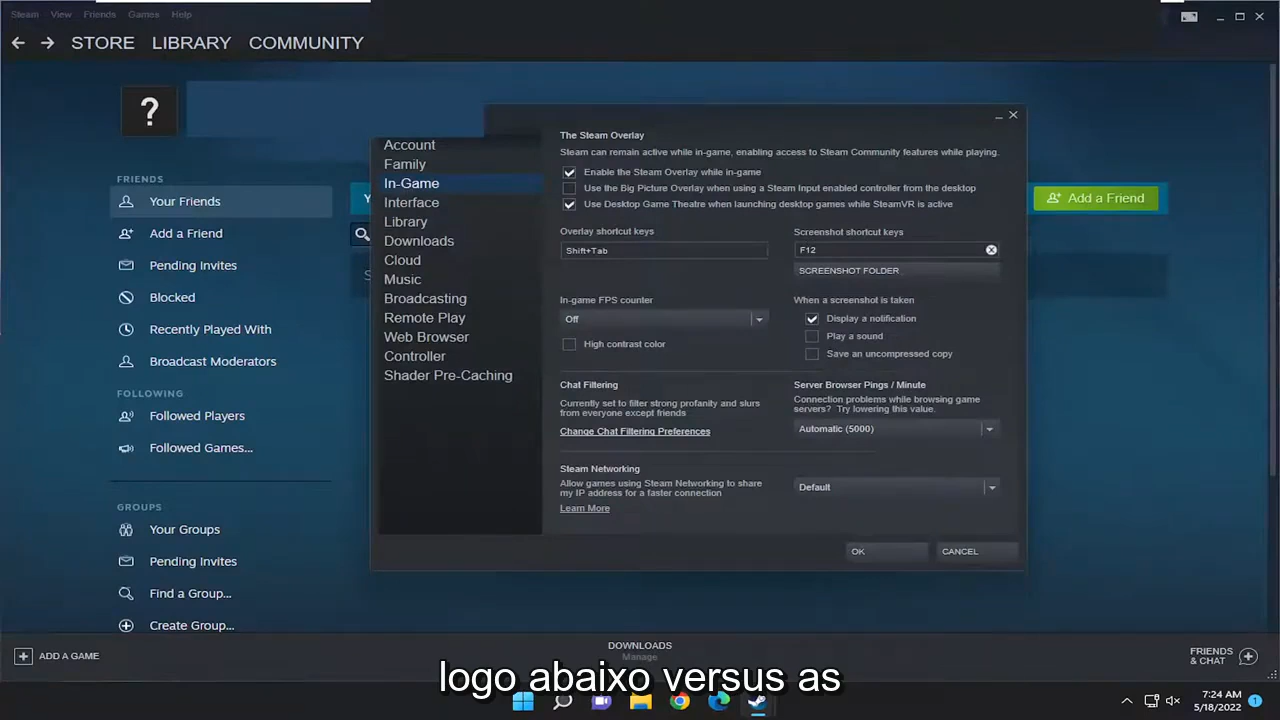 Steam View Friends Games Help
STORE LIBRARY COMMUNITY
?
FRIENDS
Your Friends
Add a Friend
Pending Invites
Blocked
Recently Played With
Broadcast Moderators
FOLLOWING
Followed Players
Followed Games...
GROUPS
Your Groups
Pending Invites
Find a Group...
Create Group...
Add a Friend
Account
Family
In-Game
Interface
Library
Downloads
Cloud
Music
Broadcasting
Remote Play
Web Browser
Controller
Shader Pre-Caching
The Steam Overlay
Steam can remain active while in-game, enabling access to Steam Community features while playing.
Enable the Steam Overlay while in-game
Use the Big Picture Overlay when using a Steam Input enabled controller from the desktop
Use Desktop Game Theatre when launching desktop games while SteamVR is active
Overlay shortcut keys
Shift+Tab
Screenshot shortcut keys
F12
SCREENSHOT FOLDER
In-game FPS counter
Off
High contrast color
When a screenshot is taken
Display a notification
Play a sound
Save an uncompressed copy
Chat Filtering
Currently set to filter strong profanity and slurs
from everyone except friends
Change Chat Filtering Preferences
Server Browser Pings / Minute
Connection problems while browsing game
servers? Try lowering this value.
Automatic (5000)
Steam Networking
Allow games using Steam Networking to share
my IP address for a faster connection
Learn More
Default
OK CANCEL
ADD A GAME
DOWNLOADS
Manage
FRIENDS
& CHAT
logo abaixo versus as
7:24 AM
5/18/2022
1